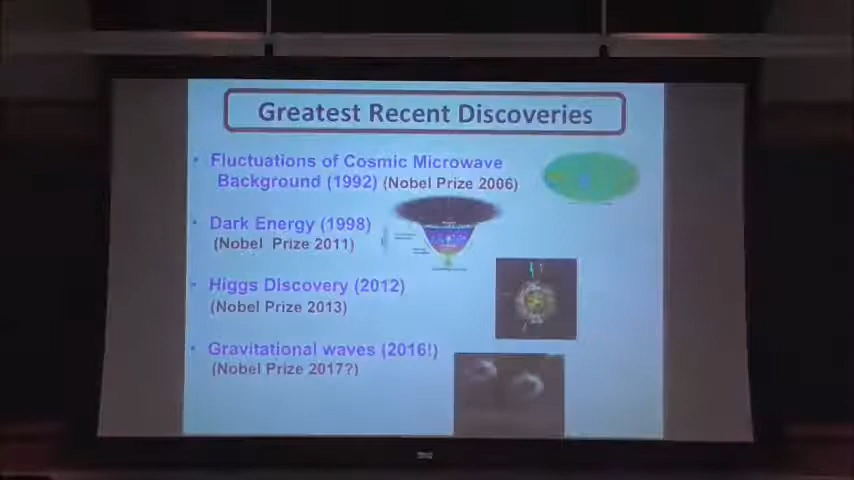 Greatest Recent Discoveries
• Fluctuations of Cosmic Microwave
Background (1992) (Nobel Prize 2006)
• Dark Energy (1998)
(Nobel Prize 2011)
• Higgs Discovery (2012)
(Nobel Prize 2013)
• Gravitational waves (2016!)
(Nobel Prize 2017?)